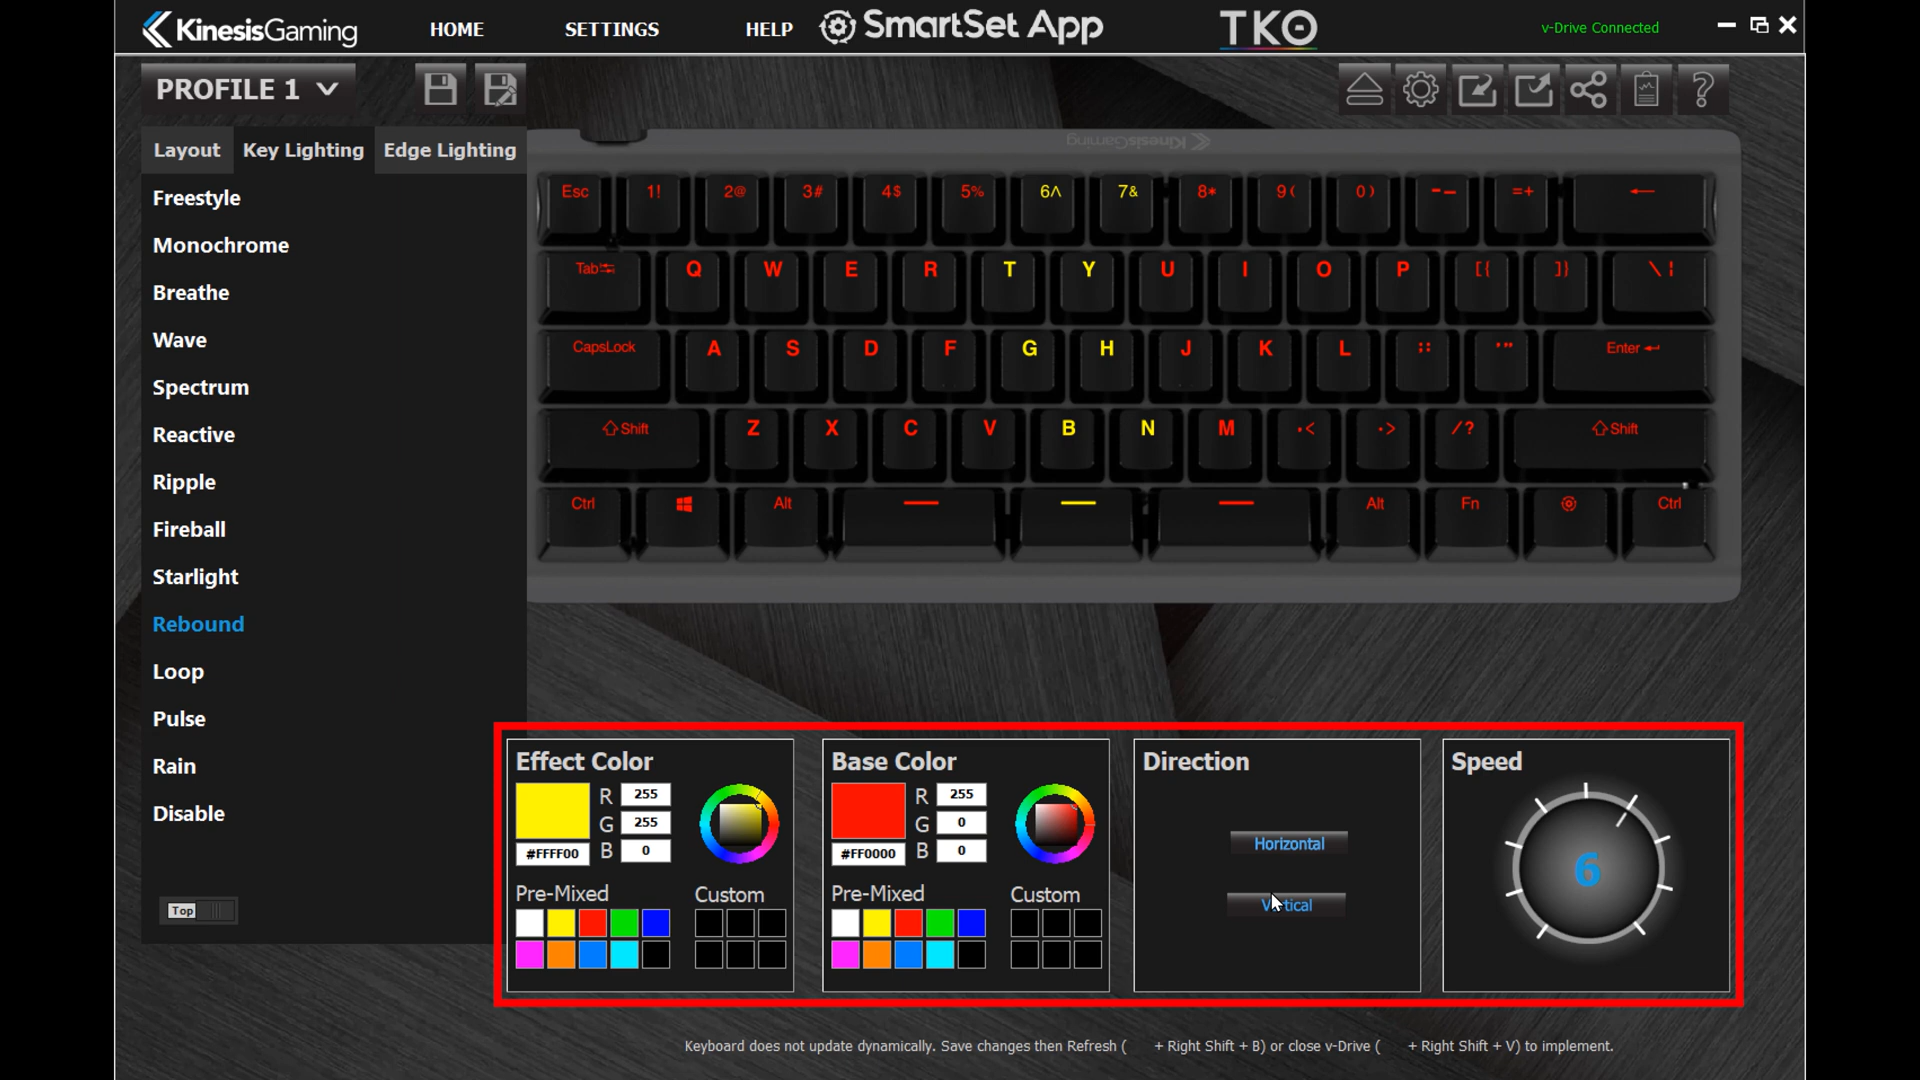 KinesisGaming HOME SETTINGS HELP SmartSet App TKO v-Drive Connected
PROFILE 1
Layout Key Lighting Edge Lighting
Freestyle
Monochrome
Breathe
Wave
Spectrum
Reactive
Ripple
Fireball
Starlight
Rebound
Loop
Pulse
Rain
Disable
Top
KinesisGaming
Esc 1! 2@ 3# 4$ 5% 6^ 7& 8* 9( 0) -- =+
Tab Q W E R T Y U I O P [{ ]} \|
CapsLock A S D F G H J K L ;: '" Enter
Shift Z X C V B N M ,< .> /? Shift
Ctrl Alt Alt Fn Ctrl
Effect Color
R 255
G 255
B 0
#FFFF00
Pre-Mixed Custom
Base Color
R 255
G 0
B 0
#FF0000
Pre-Mixed Custom
Direction
Horizontal
Vertical
Speed
6
Keyboard does not update dynamically. Save changes then Refresh ( + Right Shift + B) or close v-Drive ( + Right Shift + V) to implement.